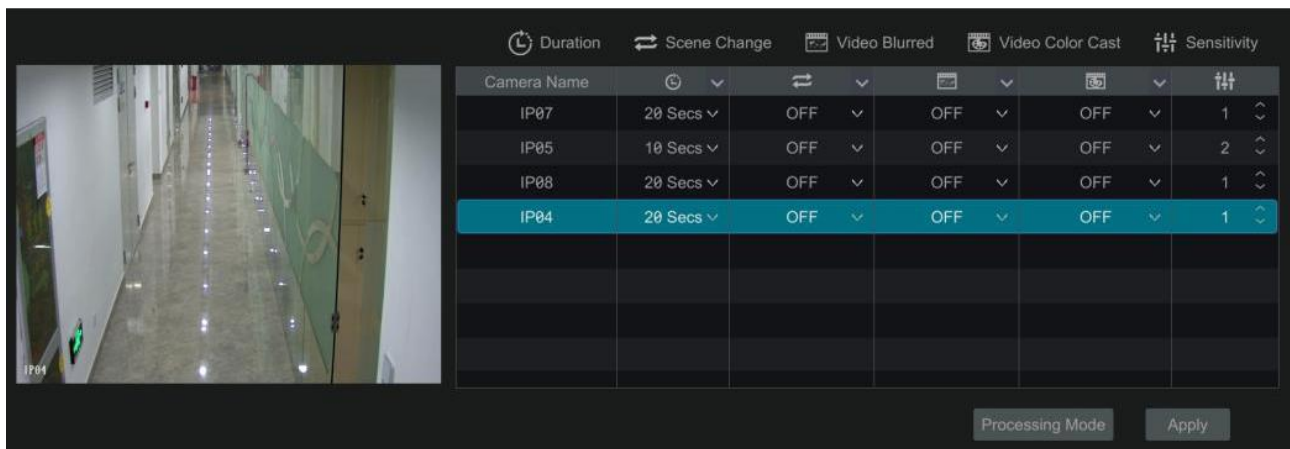 Duration Scene Change Video Blurred Video Color Cast Sensitivity
Camera Name
IP07 20 Secs OFF OFF OFF 1
IP05 10 Secs OFF OFF OFF 2
IP08 20 Secs OFF OFF OFF 1
IP04 20 Secs OFF OFF OFF 1
IP04
Processing Mode Apply